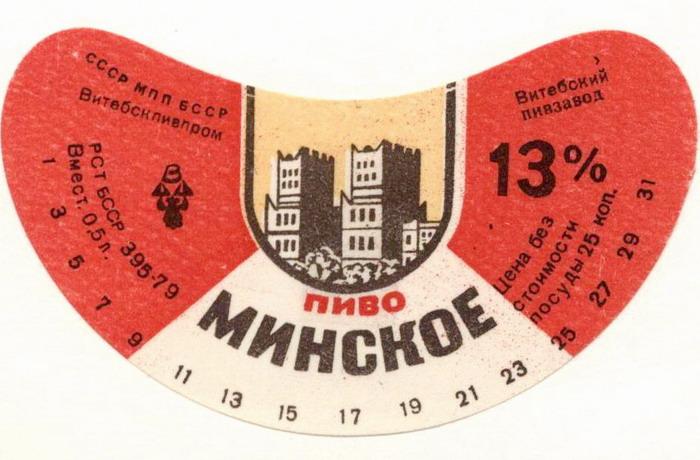 СССР МПП БССР
Витебскпивпром
РСТ БССР 395-79
Вмест. 0,5л.
ПИВО
МИНСКОЕ
Витебский
пивзавод
13%
Цена без
стоимости
посуды 25 коп.
1 3 5 7 9 11 13 15 17 19 21 23 25 27 29 31